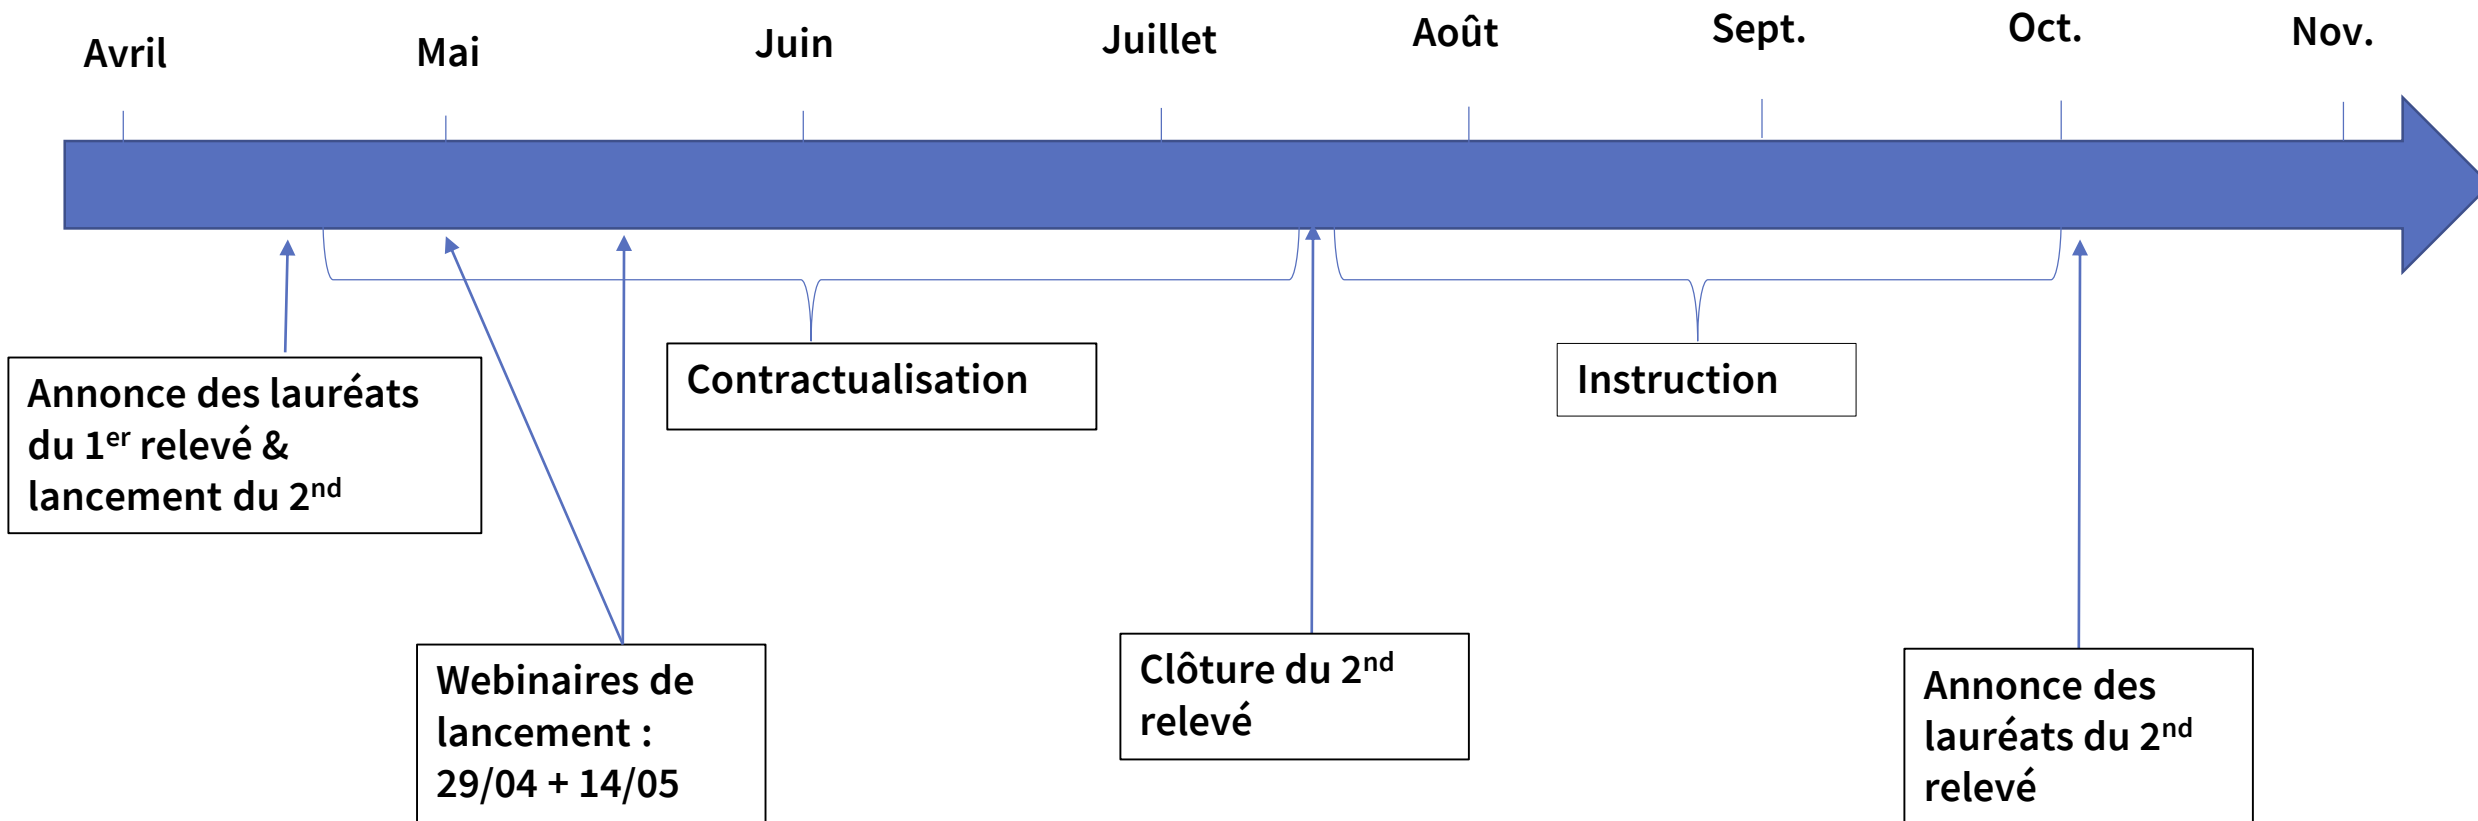 Avril
Mai
Juin
Juillet
Août
Sept.
Oct.
Nov.
Annonce des lauréats
du 1er relevé &
lancement du 2nd
Contractualisation
Instruction
Webinaires de
lancement :
29/04 + 14/05
Clôture du 2nd
relevé
Annonce des
lauréats du 2nd
relevé